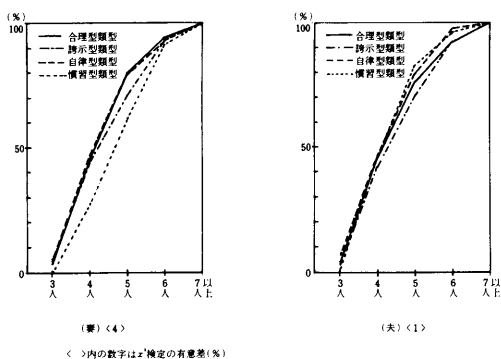 (%)
合理型類型
誇示型類型
自律型類型
慣習型類型
50
0
3人
4人
5人
6人
7人以上
(妻)<4>
(%)
合理型類型
誇示型類型
自律型類型
慣習型類型
50
0
3人
4人
5人
6人
7人以上
(夫)<1>
< >内の数字はx²検定の有意差(%)